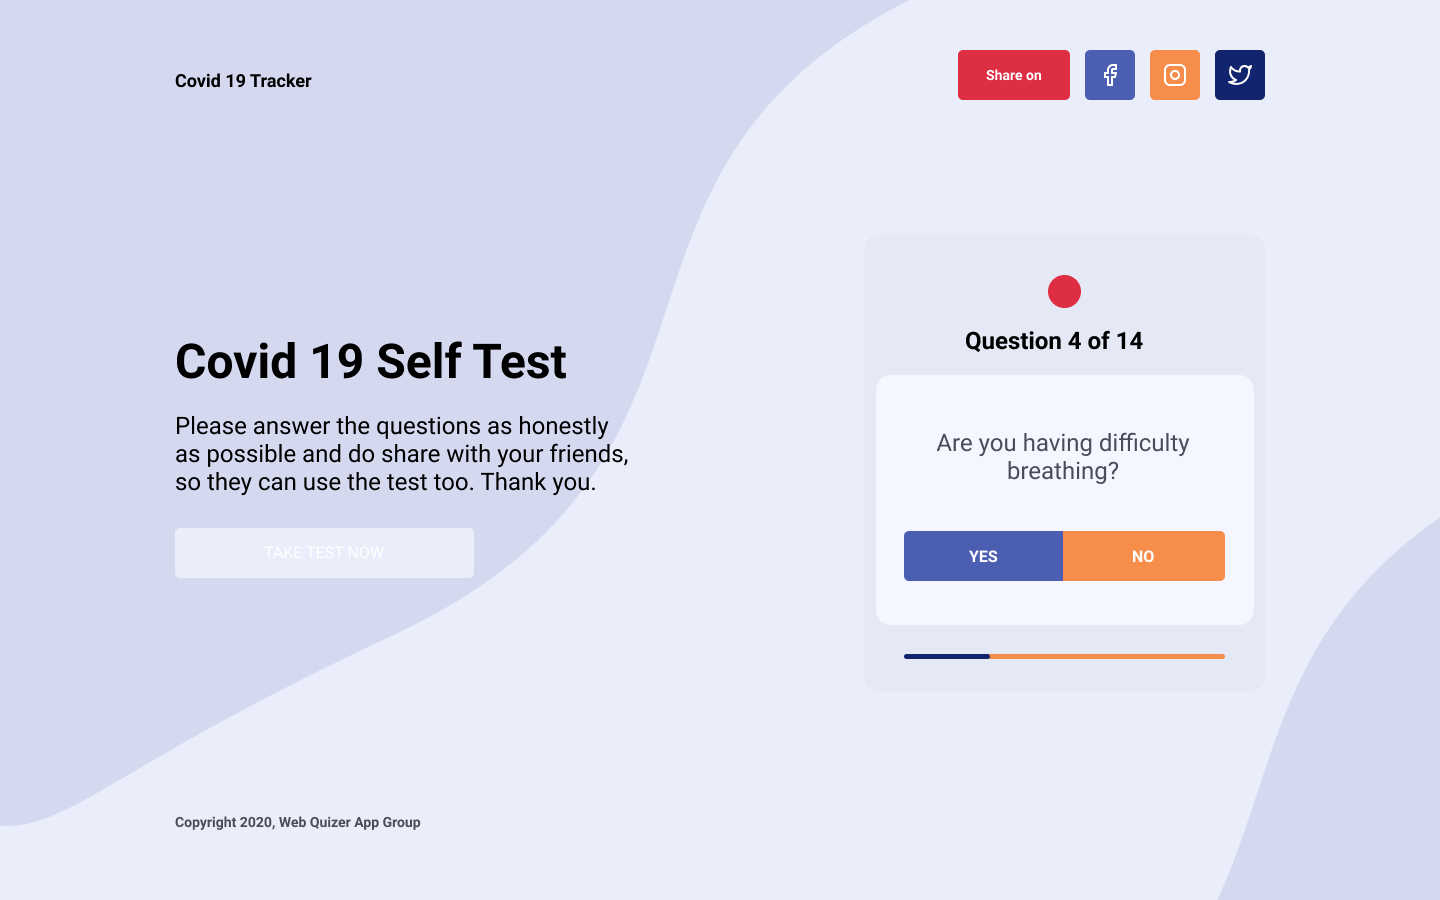 Covid 19 Tracker
Share on
Covid 19 Self Test
Please answer the questions as honestly
as possible and do share with your friends,
so they can use the test too. Thank you.
TAKE TEST NOW
Question 4 of 14
Are you having difficulty
breathing?
YES
NO
Copyright 2020, Web Quizer App Group